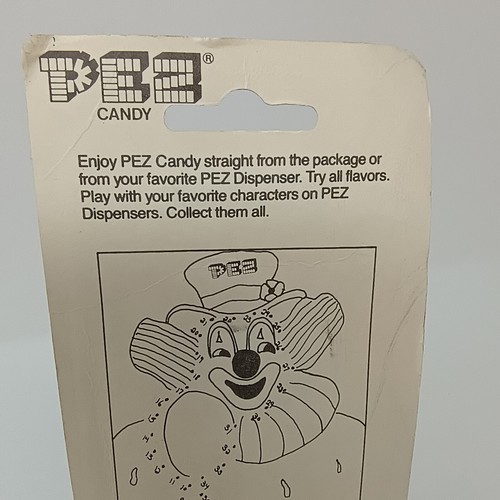 PEZ®
CANDY
Enjoy PEZ Candy straight from the package or
from your favorite PEZ Dispenser. Try all flavors.
Play with your favorite characters on PEZ
Dispensers. Collect them all.
PEZ